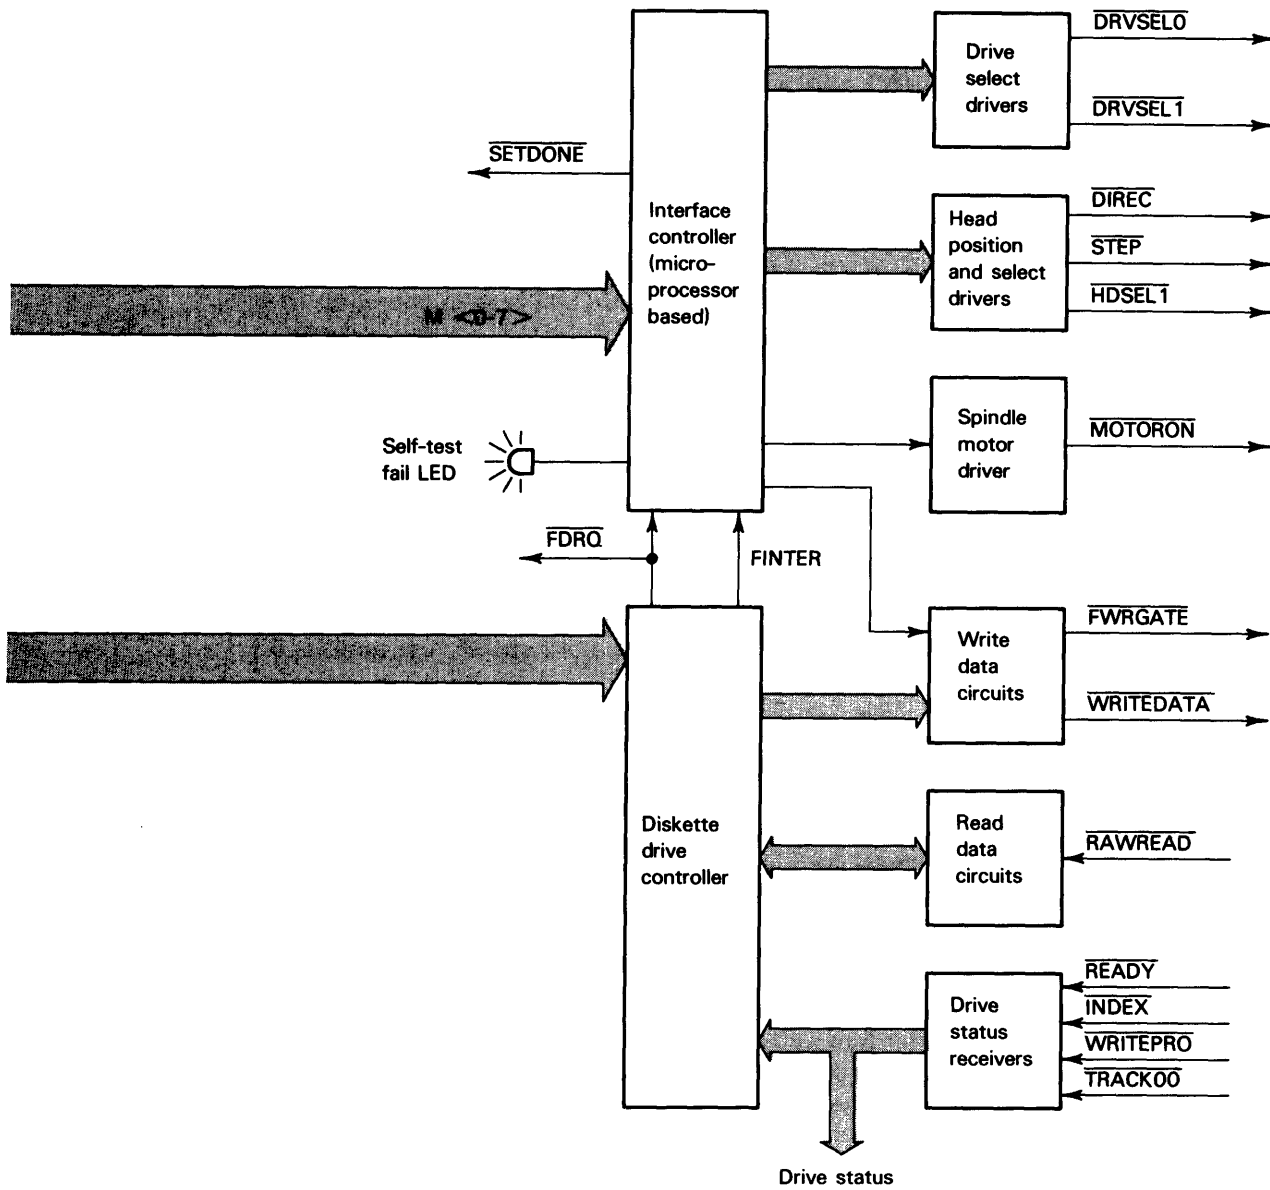 DRVSEL0
Drive
select
drivers
DRVSEL1
SETDONE
Interface
controller
(micro-
processor
based)
Head
position
and select
drivers
DIREC
STEP
HDSEL1
M <0-7>
Self-test
fail LED
Spindle
motor
driver
MOTORON
FDRQ
FINTER
Write
data
circuits
FWRGATE
WRITEDATA
Diskette
drive
controller
Read
data
circuits
RAWREAD
Drive
status
receivers
READY
INDEX
WRITEPRO
TRACK00
Drive status